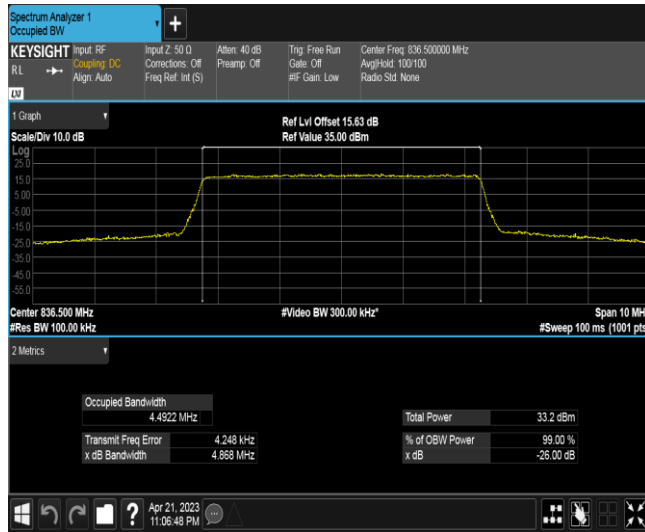 Spectrum Analyzer 1
Occupied BW
+
KEYSIGHT Input: RF Input Z: 50 Ω Atten: 40 dB Trig: Free Run Center Freq: 836.500000 MHz
RL Coupling: DC Corrections: Off Preamp: Off Gate: Off Avg|Hold: 100/100
Align: Auto Freq Ref: Int (S) #IF Gain: Low Radio Std: None
LXI
1 Graph
Ref Lvl Offset 15.63 dB
Scale/Div 10.0 dB Ref Value 35.00 dBm
Log
25.0
15.0
5.00
-5.00
-15.0
-25.0
-35.0
-45.0
-55.0
Center 836.500 MHz #Video BW 300.00 kHz* Span 10 MH
#Res BW 100.00 kHz #Sweep 100 ms (1001 pts
2 Metrics
Occupied Bandwidth
4.4922 MHz Total Power 33.2 dBm
Transmit Freq Error 4.248 kHz % of OBW Power 99.00 %
x dB Bandwidth 4.868 MHz x dB -26.00 dB
? Apr 21, 2023
11:06:48 PM